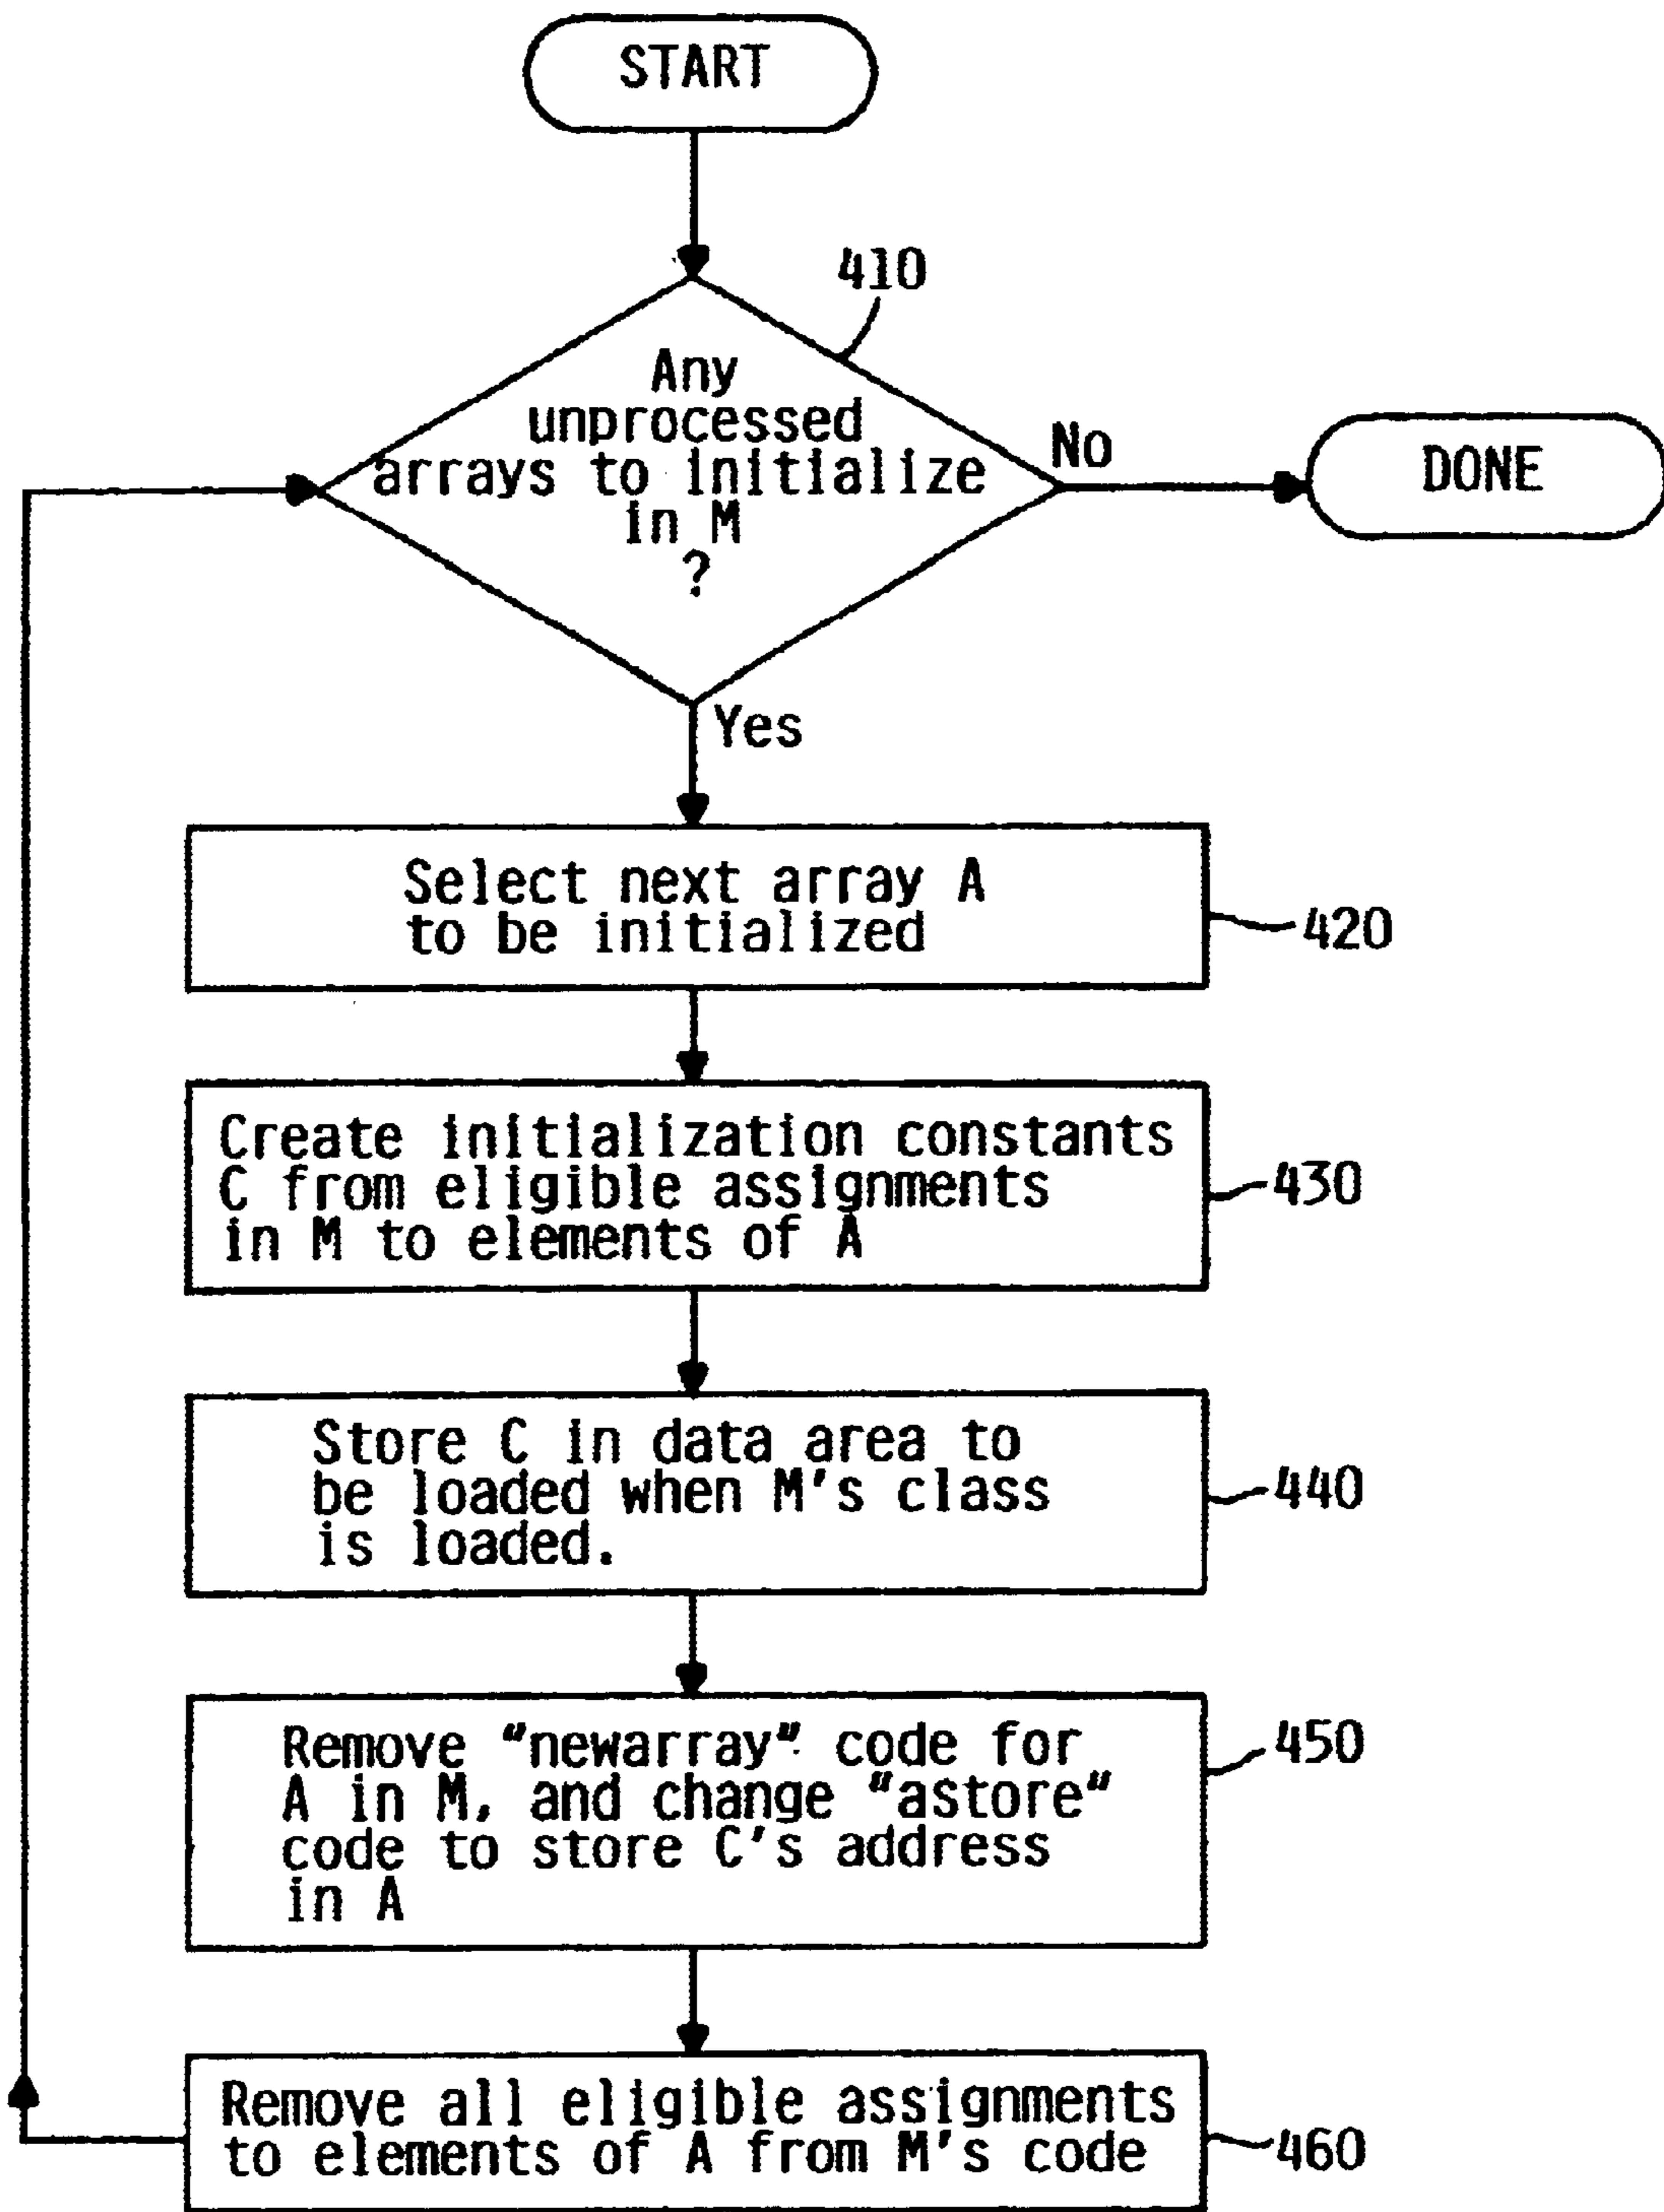 START
410
Any
unprocessed
arrays to initialize
in M
?
No
DONE
Yes
Select next array A
to be initialized
420
Create initialization constants
C from eligible assignments
in M to elements of A
430
Store C in data area to
be loaded when M's class
is loaded.
440
Remove "newarray" code for
A in M, and change "astore"
code to store C's address
in A
450
Remove all eligible assignments
to elements of A from M's code
460